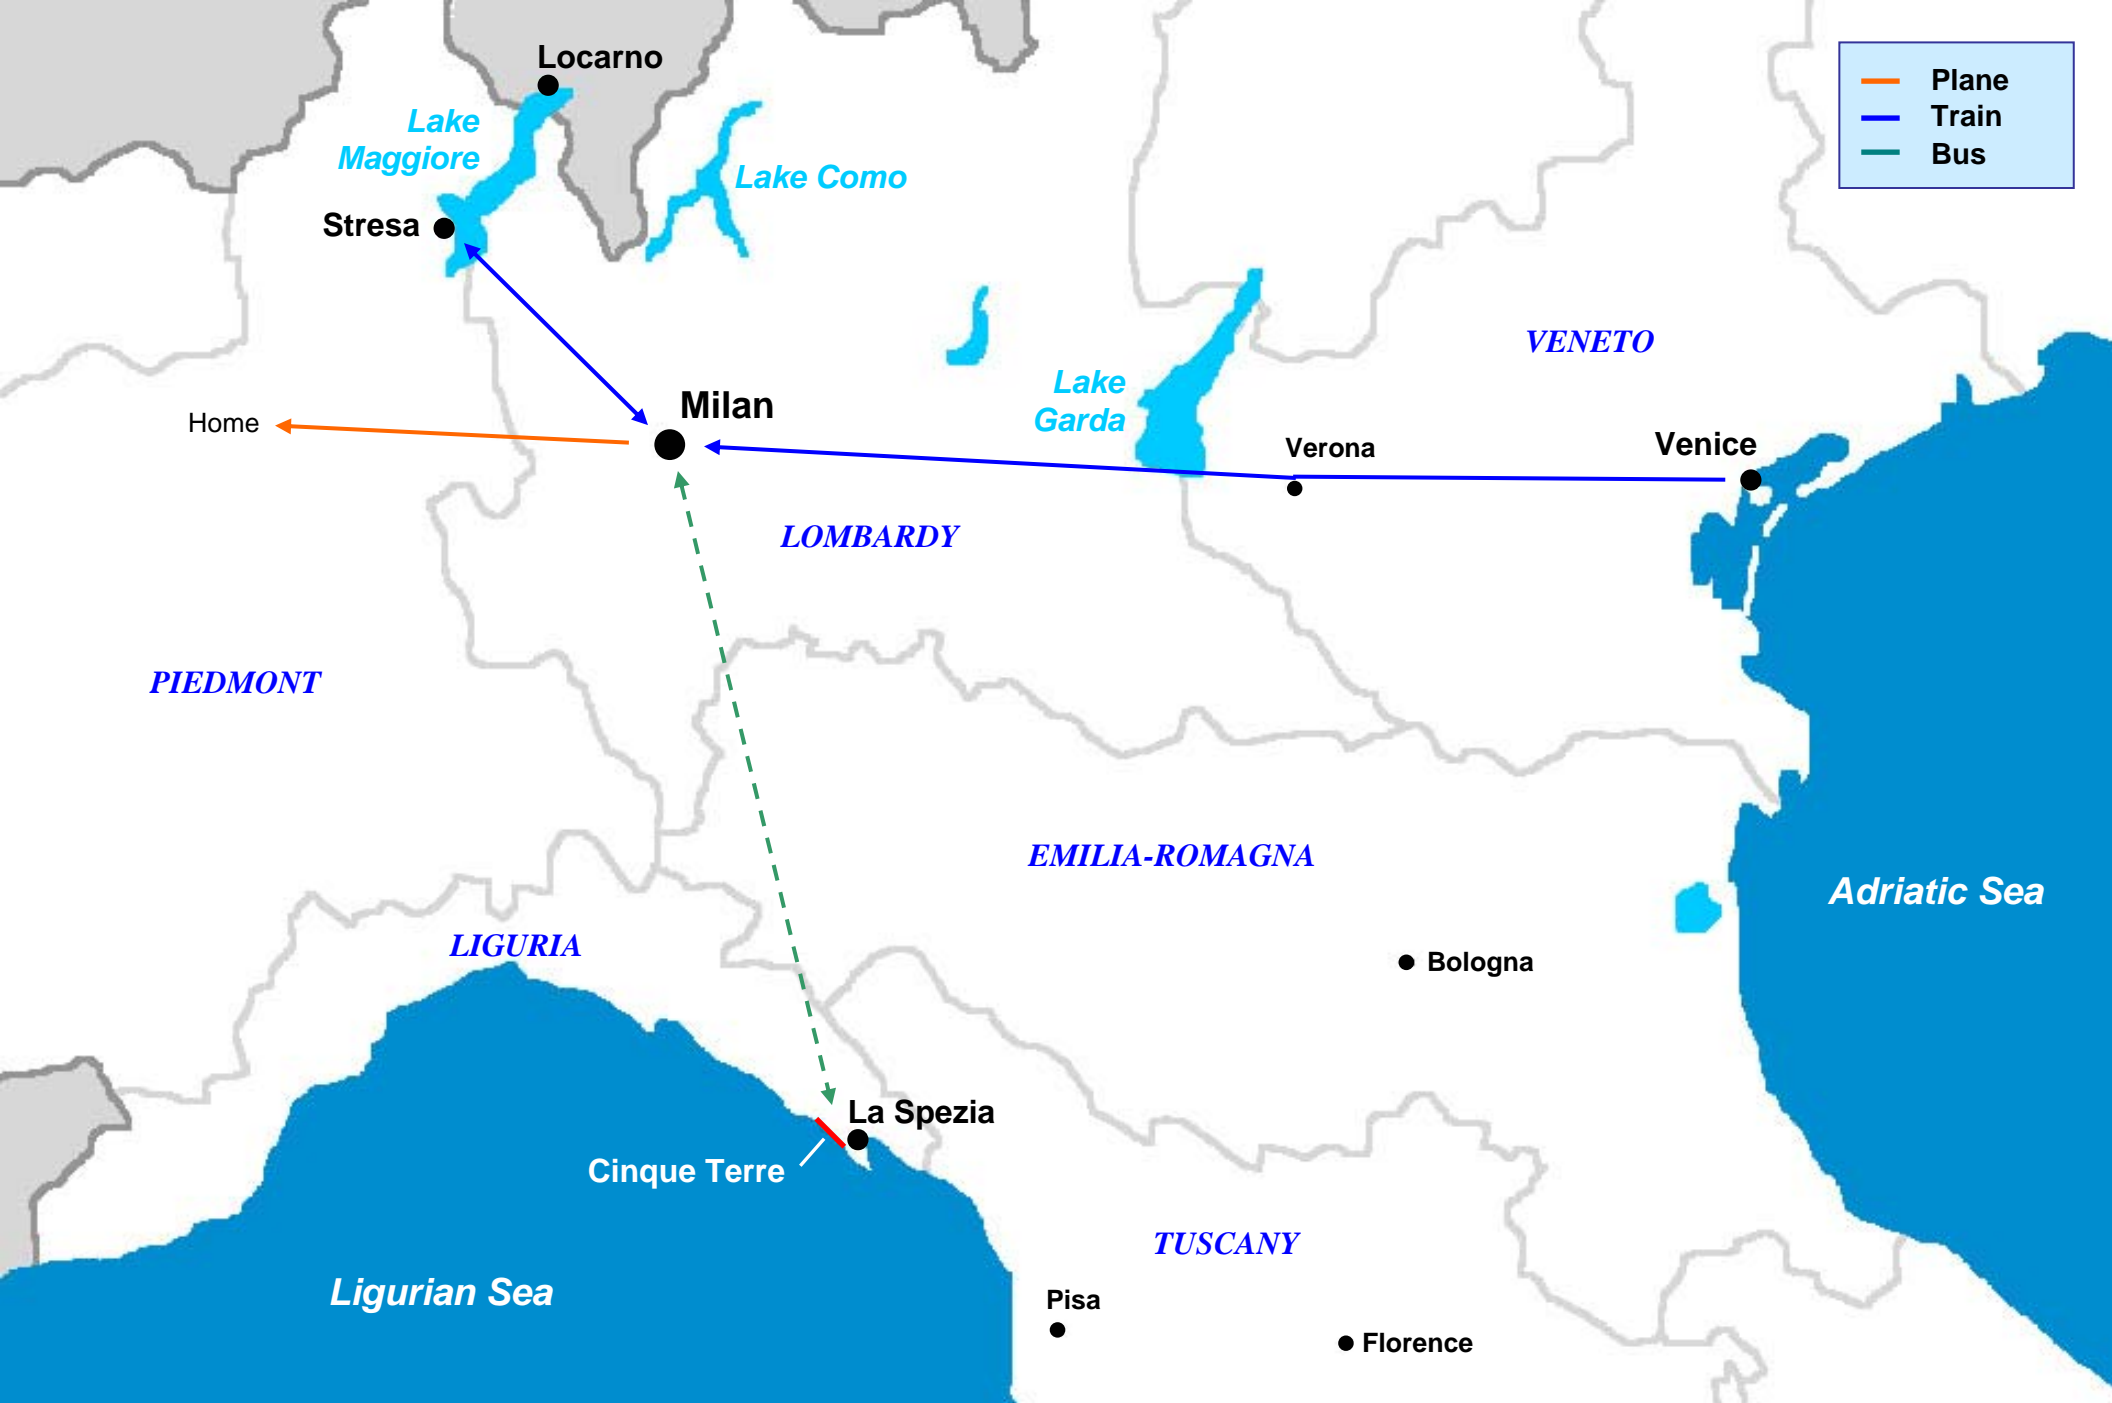 Locarno
Plane
Train
Bus
Lake
Maggiore
Lake Como
Stresa
VENETO
Lake
Garda
Milan
Home
Verona
Venice
LOMBARDY
PIEDMONT
EMILIA-ROMAGNA
Adriatic Sea
LIGURIA
Bologna
La Spezia
Cinque Terre
TUSCANY
Ligurian Sea
Pisa
Florence